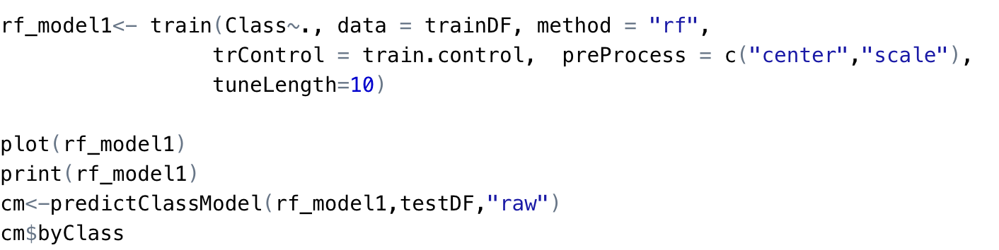 rf_model1<- train(Class~., data = trainDF, method = "rf",
trControl = train.control,  preProcess = c("center","scale"),
tuneLength=10)
plot(rf_model1)
print(rf_model1)
cm<-predictClassModel(rf_model1,testDF,"raw")
cm$byClass